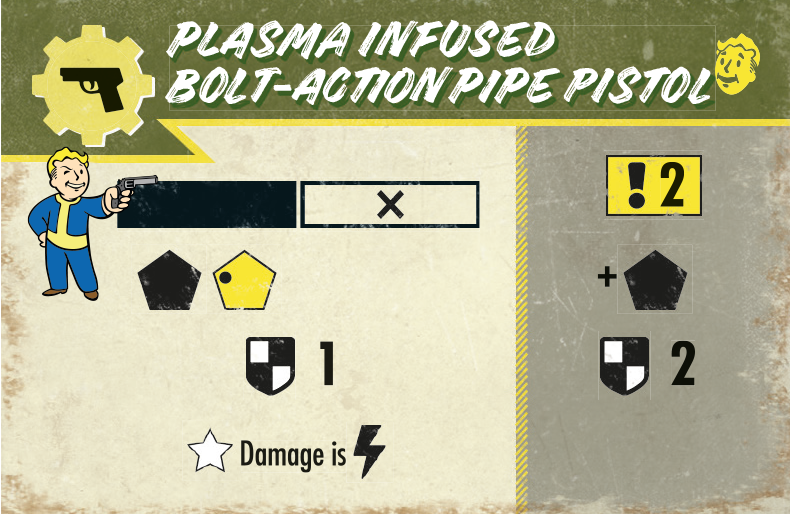 PLASMA INFUSED
BOLT-ACTION PIPE PISTOL
! 2
+
1
2
Damage is